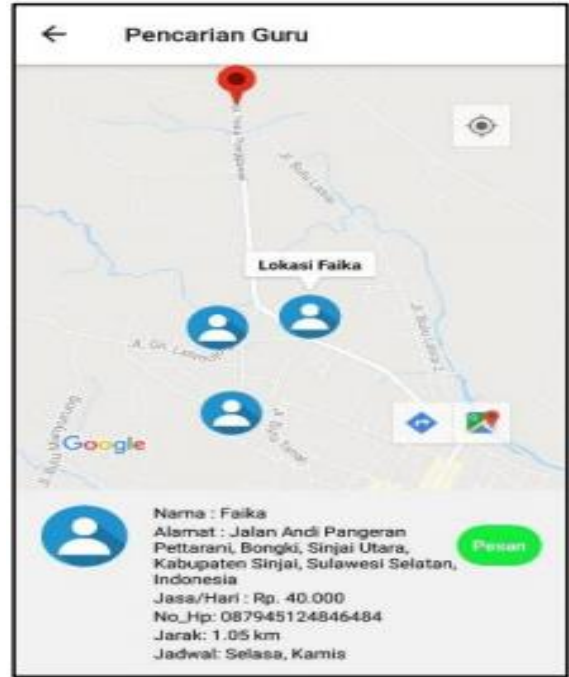 Pencarian Guru
Lokasi Faika
Google
Nama : Faika
Alamat : Jalan Andi Pangeran
Pettarani, Bongki, Sinjai Utara,
Kabupaten Sinjai, Sulawesi Selatan,
Indonesia
Pesan
Jasa/Hari : Rp. 40.000
No_Hp: 087945124846484
Jarak: 1.05 km
Jadwal: Selasa, Kamis